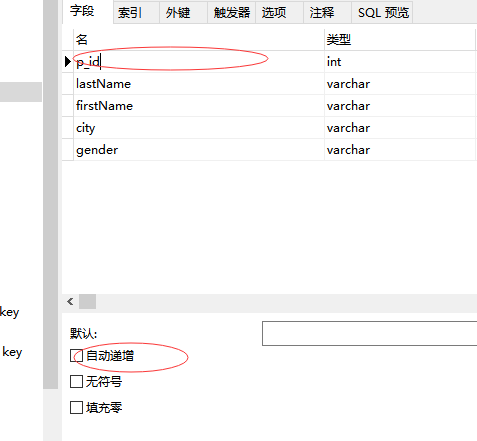 字段 索引 外键 触发器 选项 注释 SQL 预览
名 类型
p_id int
lastName varchar
firstName varchar
city varchar
gender varchar
key
key
默认:
自动递增
无符号
填充零